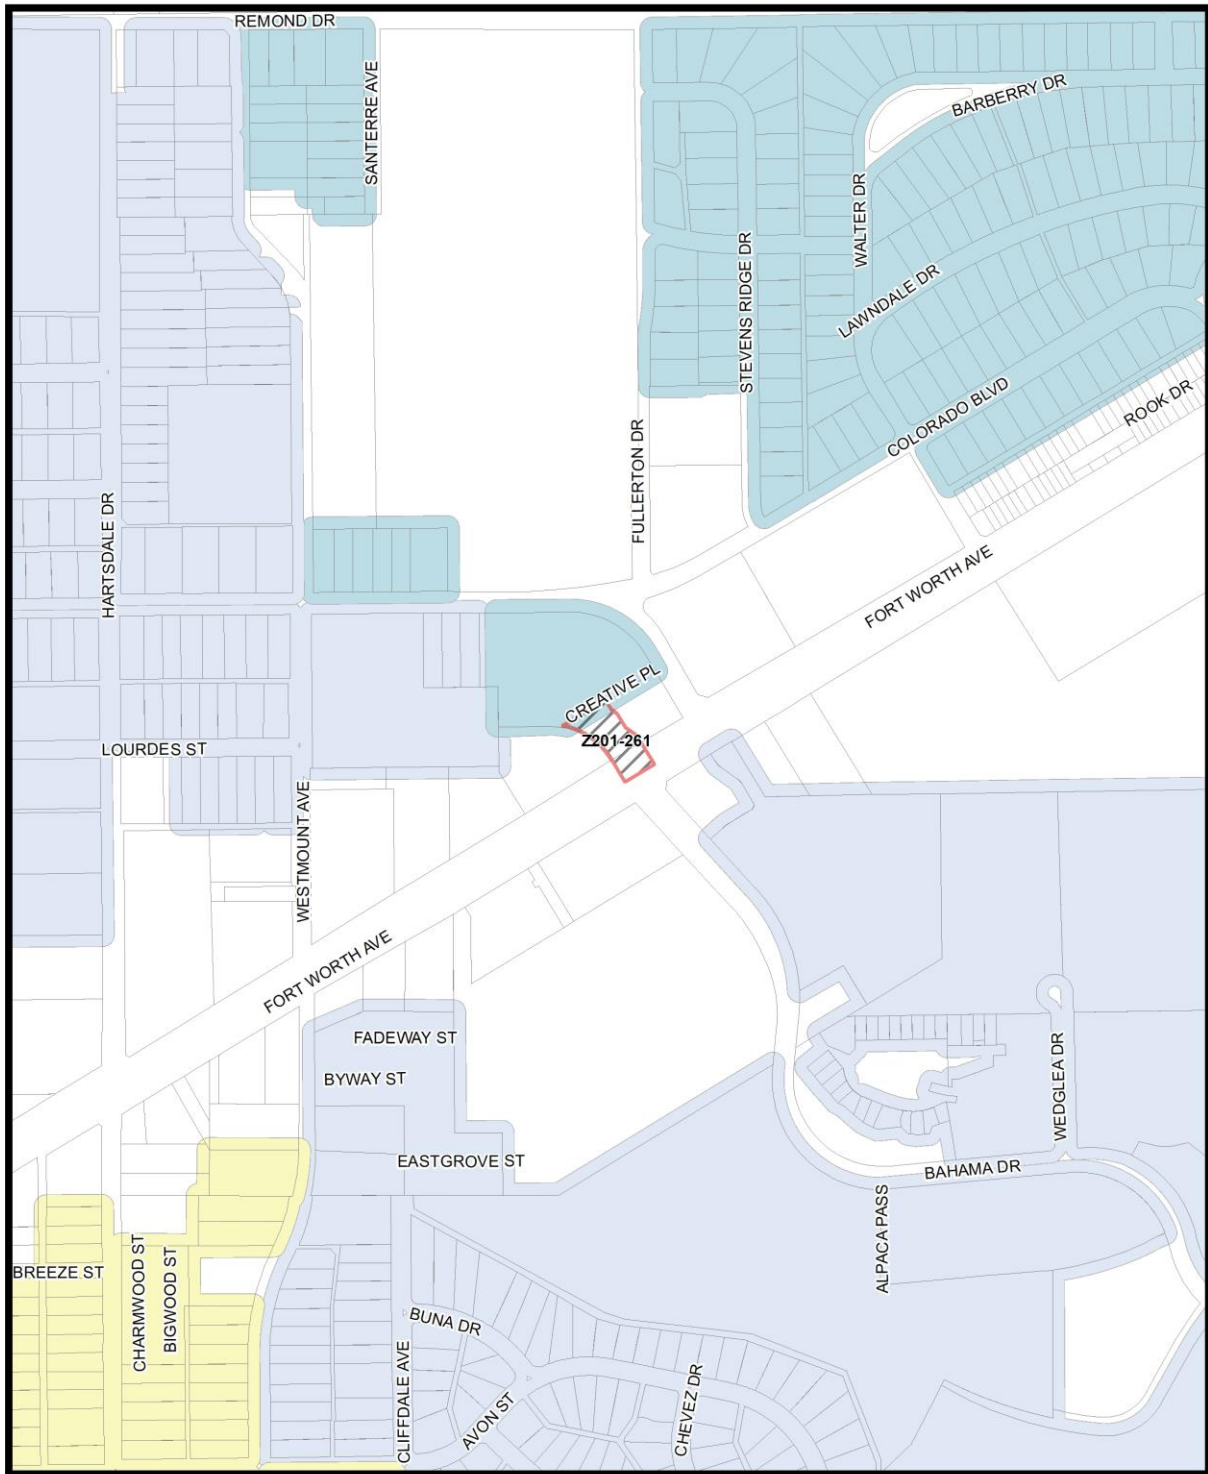 REMOND DR
SANTERRE AVE
BARBERRY DR
WALTER DR
STEVENS RIDGE DR
LAWNDALE DR
COLORADO BLVD
ROOK DR
FULLERTON DR
HARTSDALE DR
FORT WORTH AVE
CREATIVE PL
Z201-261
LOURDES ST
WESTMOUNT AVE
FORT WORTH AVE
FADEWAY ST
BYWAY ST
WEDGLEA DR
EASTGROVE ST
BAHAMA DR
ALPACA PASS
BREEZE ST
CHARMWOOD ST
BIGWOOD ST
BUNA DR
CLIFFDALE AVE
AVON ST
CHEVEZ DR